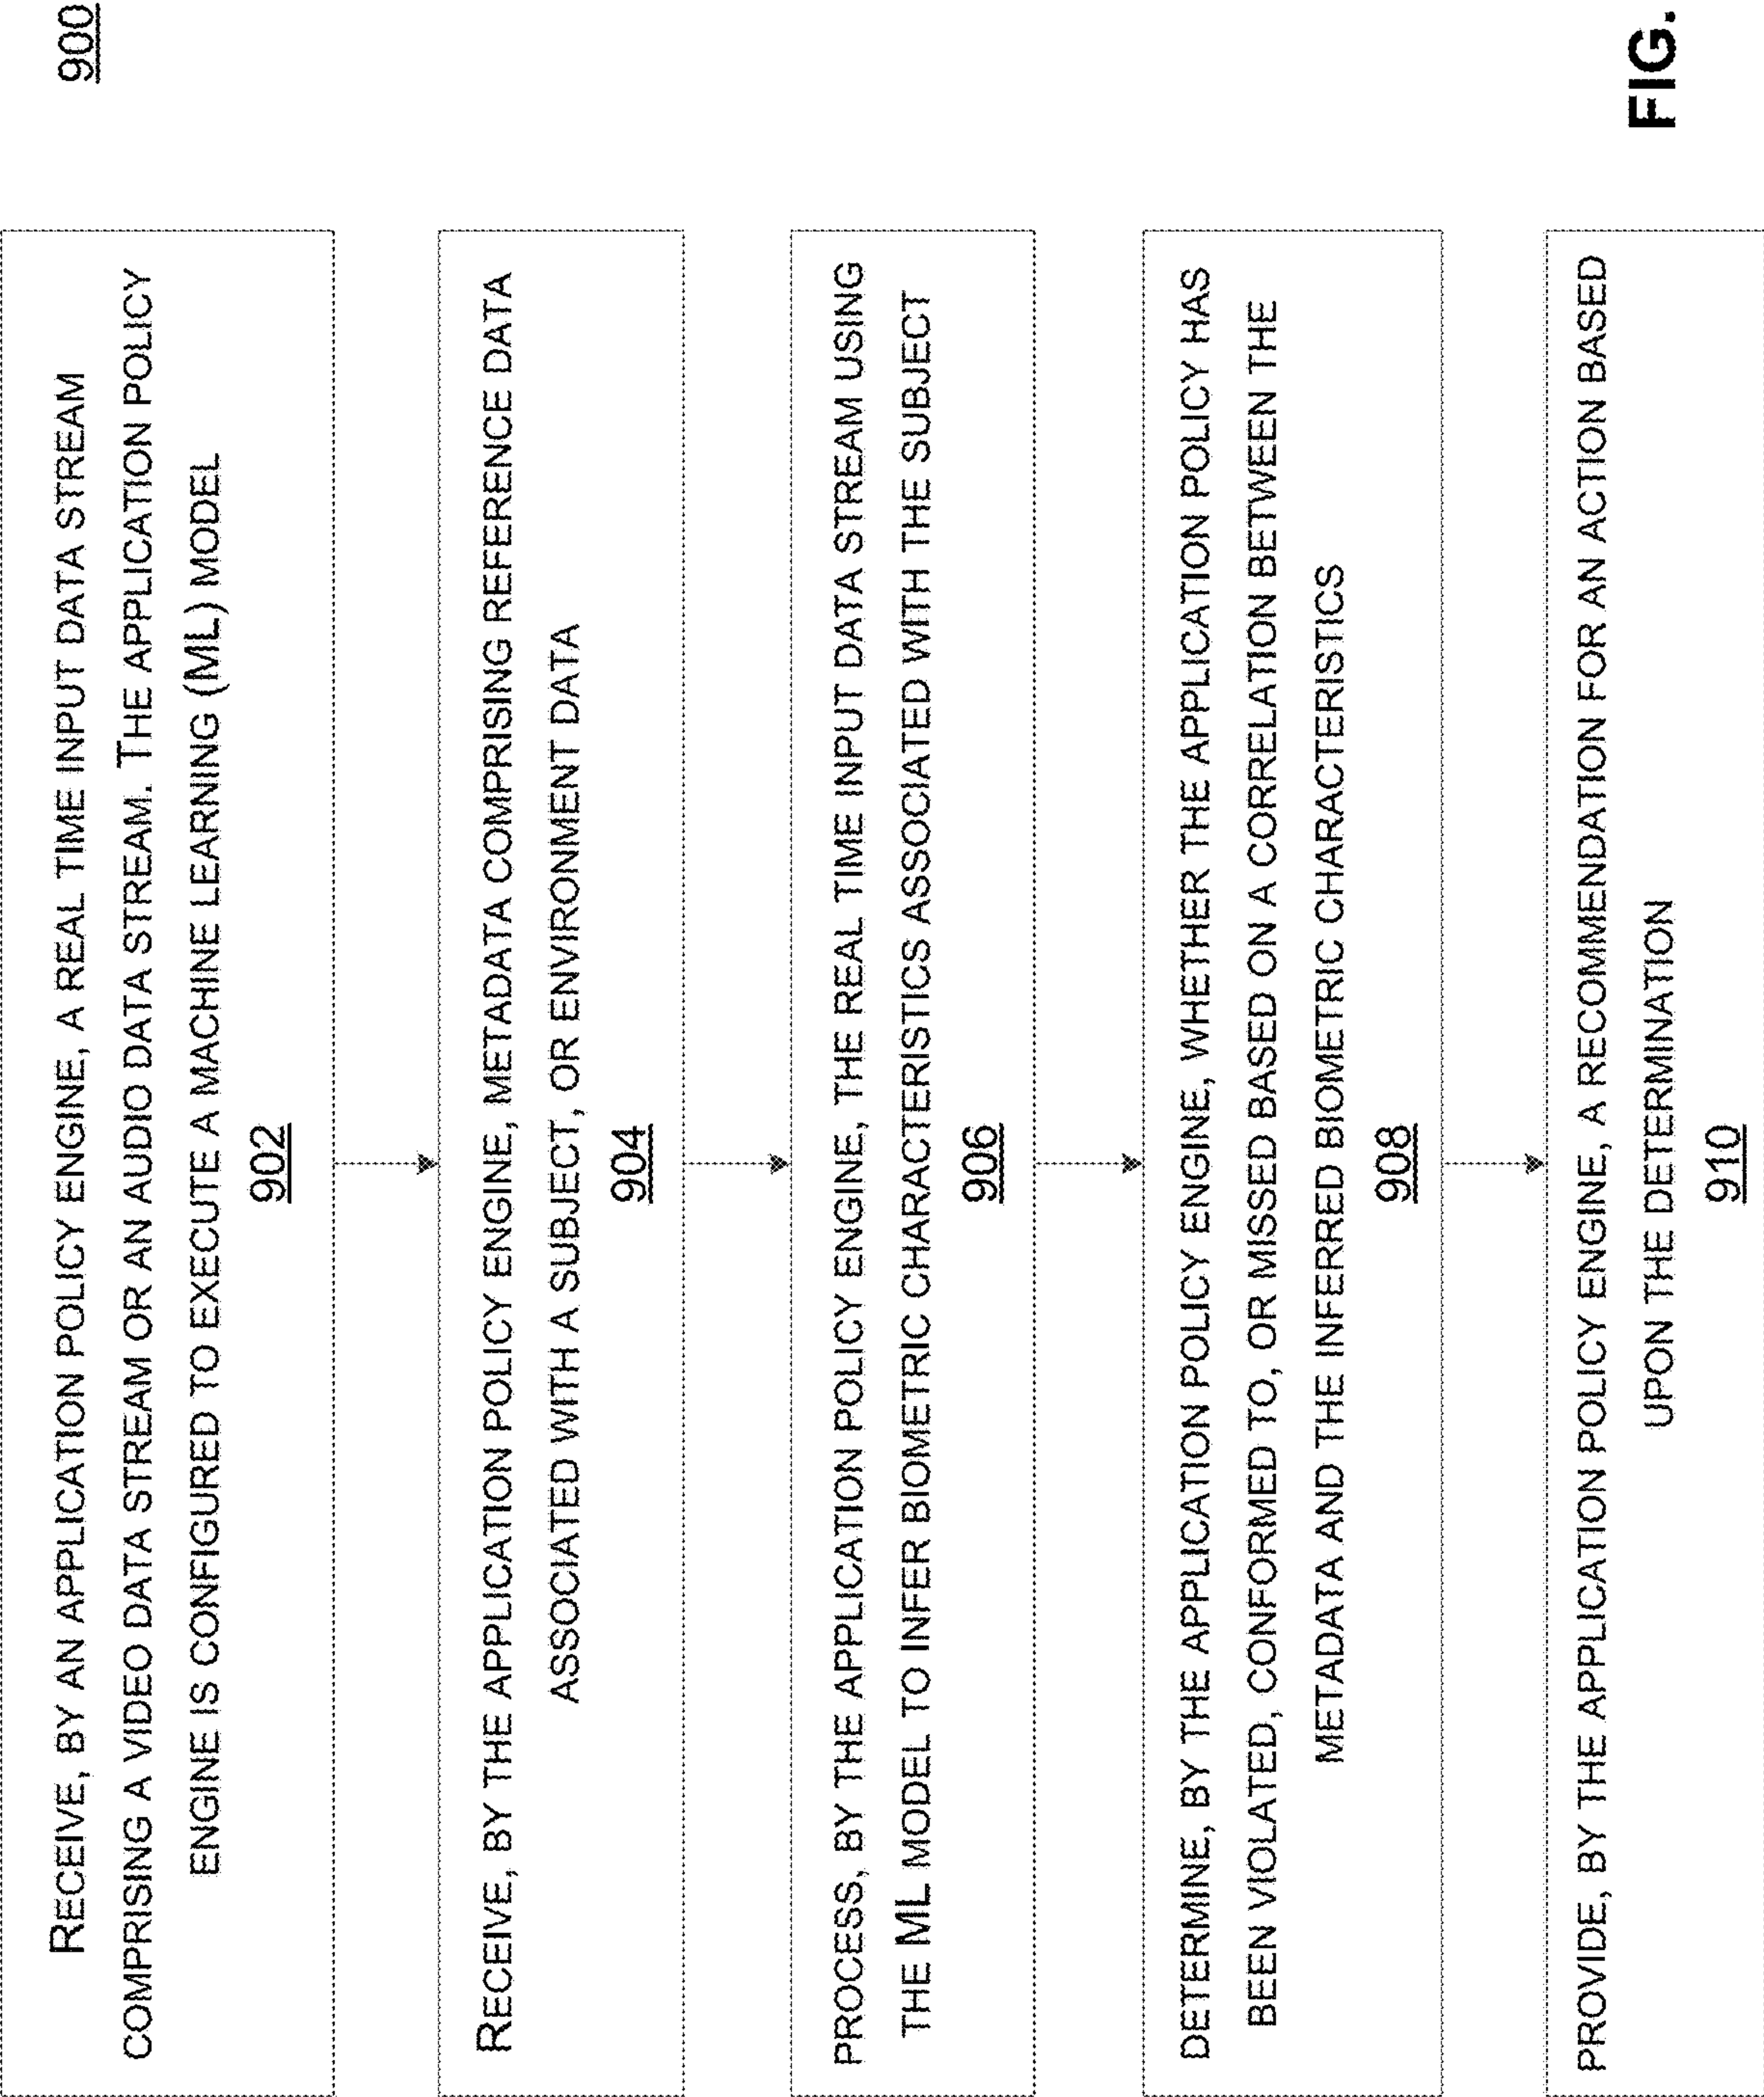 900
RECEIVE, BY AN APPLICATION POLICY ENGINE, A REAL TIME INPUT DATA STREAM
COMPRISING A VIDEO DATA STREAM OR AN AUDIO DATA STREAM. THE APPLICATION POLICY
ENGINE IS CONFIGURED TO EXECUTE A MACHINE LEARNING (ML) MODEL
902
RECEIVE, BY THE APPLICATION POLICY ENGINE, METADATA COMPRISING REFERENCE DATA
ASSOCIATED WITH A SUBJECT, OR ENVIRONMENT DATA
904
PROCESS, BY THE APPLICATION POLICY ENGINE, THE REAL TIME INPUT DATA STREAM USING
THE ML MODEL TO INFER BIOMETRIC CHARACTERISTICS ASSOCIATED WITH THE SUBJECT
906
DETERMINE, BY THE APPLICATION POLICY ENGINE, WHETHER THE APPLICATION POLICY HAS
BEEN VIOLATED, CONFORMED TO, OR MISSED BASED ON A CORRELATION BETWEEN THE
METADATA AND THE INFERRED BIOMETRIC CHARACTERISTICS
908
PROVIDE, BY THE APPLICATION POLICY ENGINE, A RECOMMENDATION FOR AN ACTION BASED
UPON THE DETERMINATION
910
FIG.